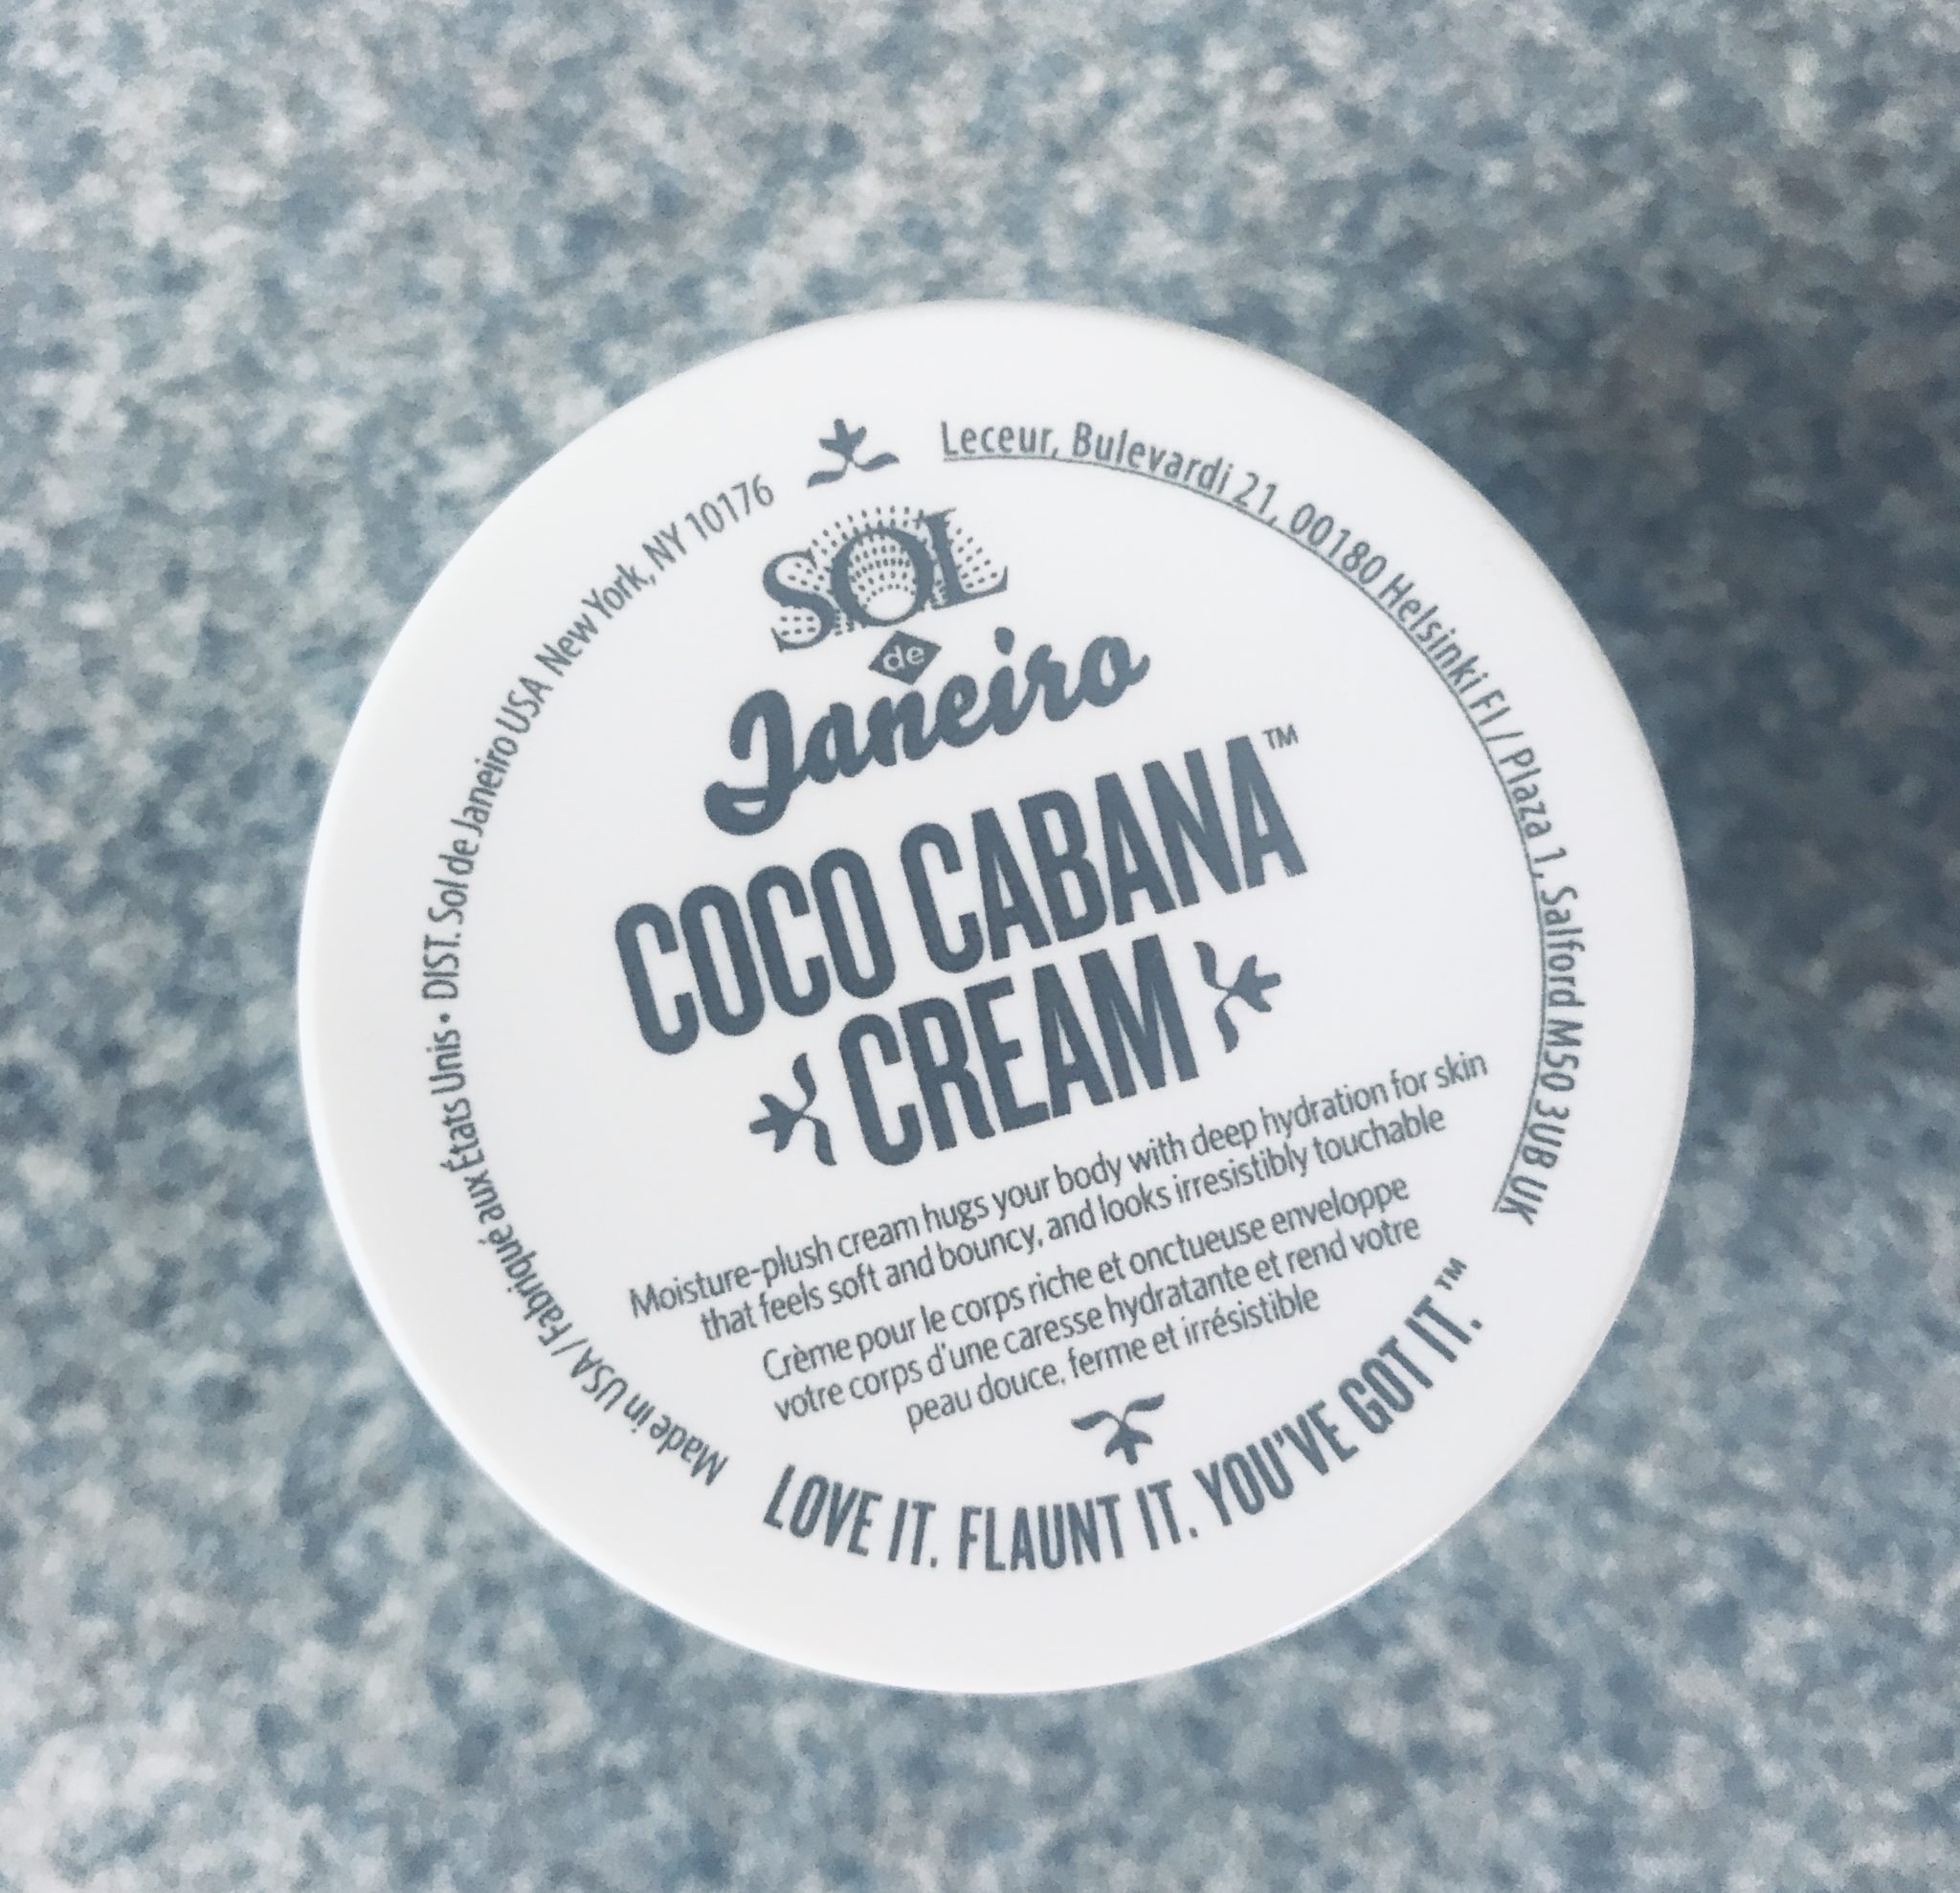 SOL
de
Janeiro
COCO CABANA™
CREAM
Moisture-plush cream hugs your body with deep hydration for skin
that feels soft and bouncy, and looks irresistibly touchable
Crème pour le corps riche et onctueuse enveloppe
votre corps d'une caresse hydratante et rend votre
peau douce, ferme et irrésistible
LOVE IT. FLAUNT IT. YOU'VE GOT IT.™
Made in USA / Fabriqué aux États Unis • DIST. Sol de Janeiro USA New York, NY 10176
Leceur, Bulevardi 21, 00180 Helsinki FI / Plaza 1, Salford M50 3UB UK